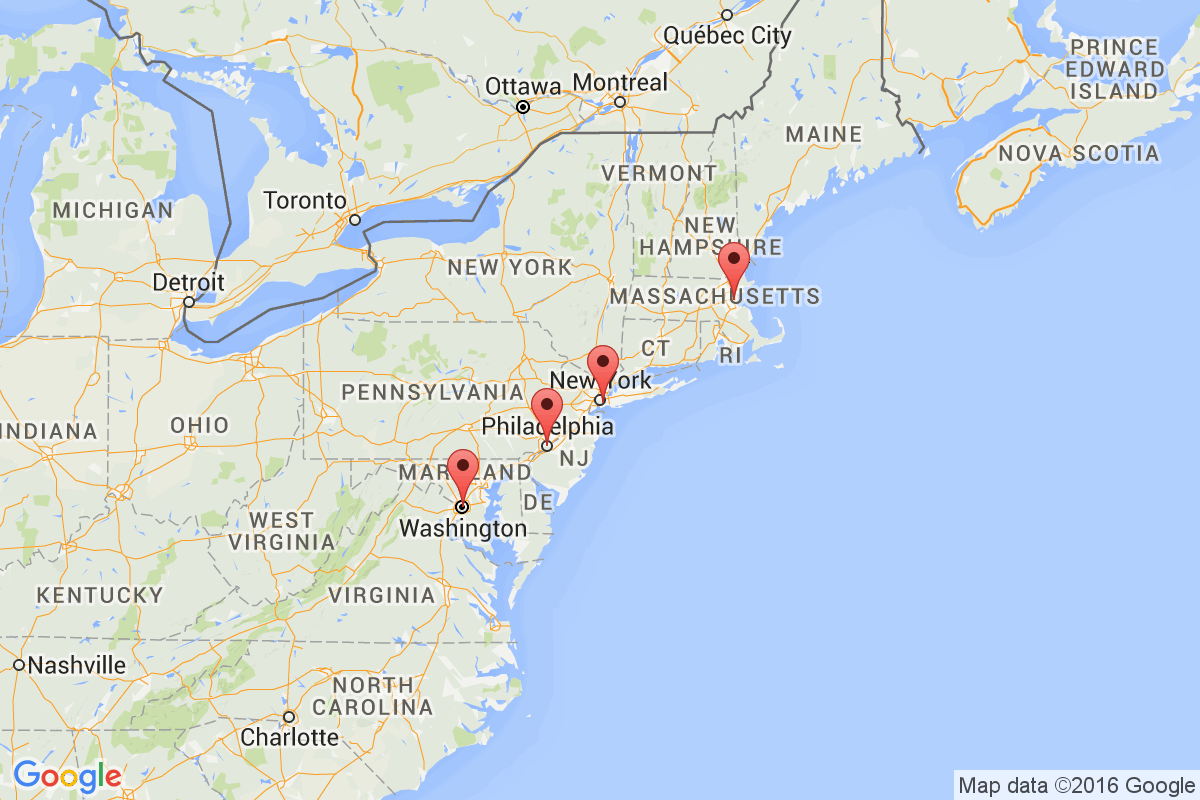 Québec City
PRINCE
EDWARD
ISLAND
Ottawa
Montreal
MAINE
NOVA SCOTIA
VERMONT
Toronto
MICHIGAN
NEW
HAMPSHIRE
NEW YORK
Detroit
MASSACHUSETTS
CT
RI
New York
PENNSYLVANIA
OHIO
INDIANA
Philadelphia
NJ
MARYLAND
DE
WEST
VIRGINIA
Washington
KENTUCKY
VIRGINIA
Nashville
NORTH
CAROLINA
Charlotte
Google
Map data ©2016 Google